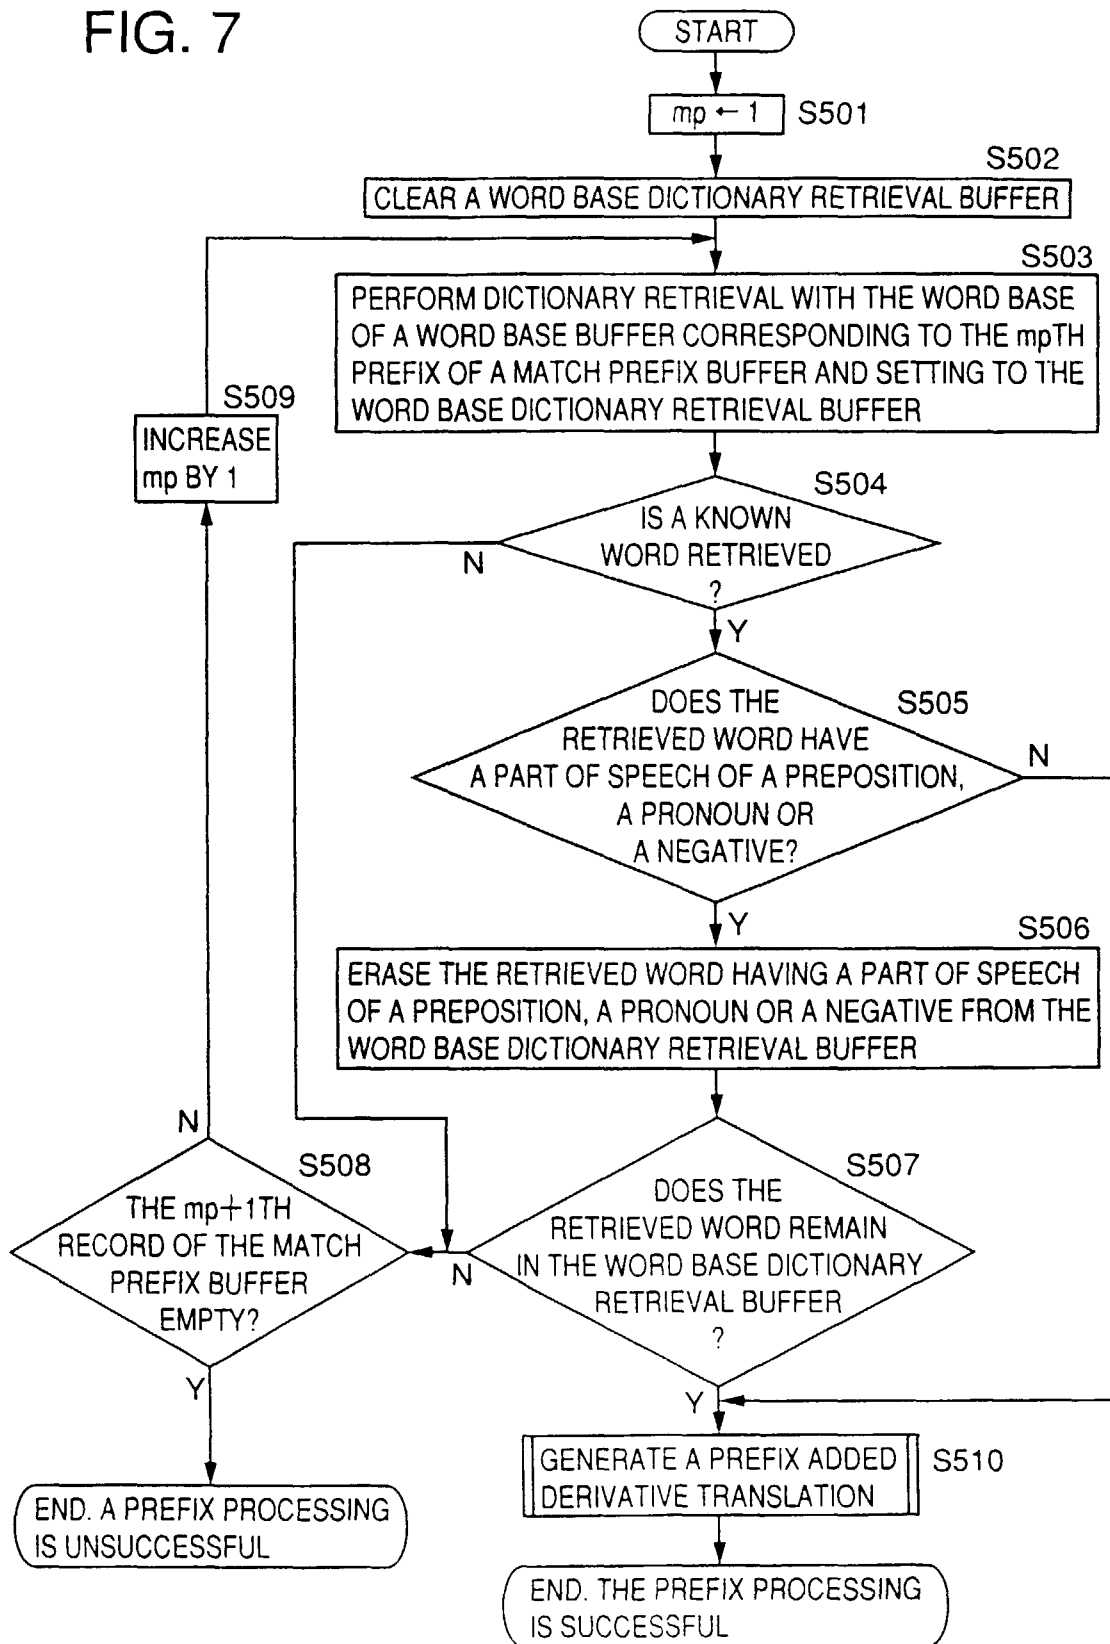 FIG. 7
START
mp ← 1
S501
S502
CLEAR A WORD BASE DICTIONARY RETRIEVAL BUFFER
S503
PERFORM DICTIONARY RETRIEVAL WITH THE WORD BASE
OF A WORD BASE BUFFER CORRESPONDING TO THE mpTH
PREFIX OF A MATCH PREFIX BUFFER AND SETTING TO THE
WORD BASE DICTIONARY RETRIEVAL BUFFER
S509
INCREASE
mp BY 1
S504
IS A KNOWN
WORD RETRIEVED
?
N
Y
S505
DOES THE
RETRIEVED WORD HAVE
A PART OF SPEECH OF A PREPOSITION,
A PRONOUN OR
A NEGATIVE?
N
Y
S506
ERASE THE RETRIEVED WORD HAVING A PART OF SPEECH
OF A PREPOSITION, A PRONOUN OR A NEGATIVE FROM THE
WORD BASE DICTIONARY RETRIEVAL BUFFER
S507
DOES THE
RETRIEVED WORD REMAIN
IN THE WORD BASE DICTIONARY
RETRIEVAL BUFFER
?
N
Y
N
S508
THE mp+1TH
RECORD OF THE MATCH
PREFIX BUFFER
EMPTY?
Y
END. A PREFIX PROCESSING
IS UNSUCCESSFUL
GENERATE A PREFIX ADDED
DERIVATIVE TRANSLATION
S510
END. THE PREFIX PROCESSING
IS SUCCESSFUL